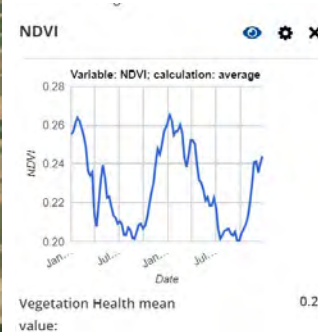 NDVI
Variable: NDVI; calculation: average
0.28
0.26
0.24
0.22
0.20
NDVI
Jan...
Jul...
Jan...
Jul...
Date
Vegetation Health mean 0.2
value: